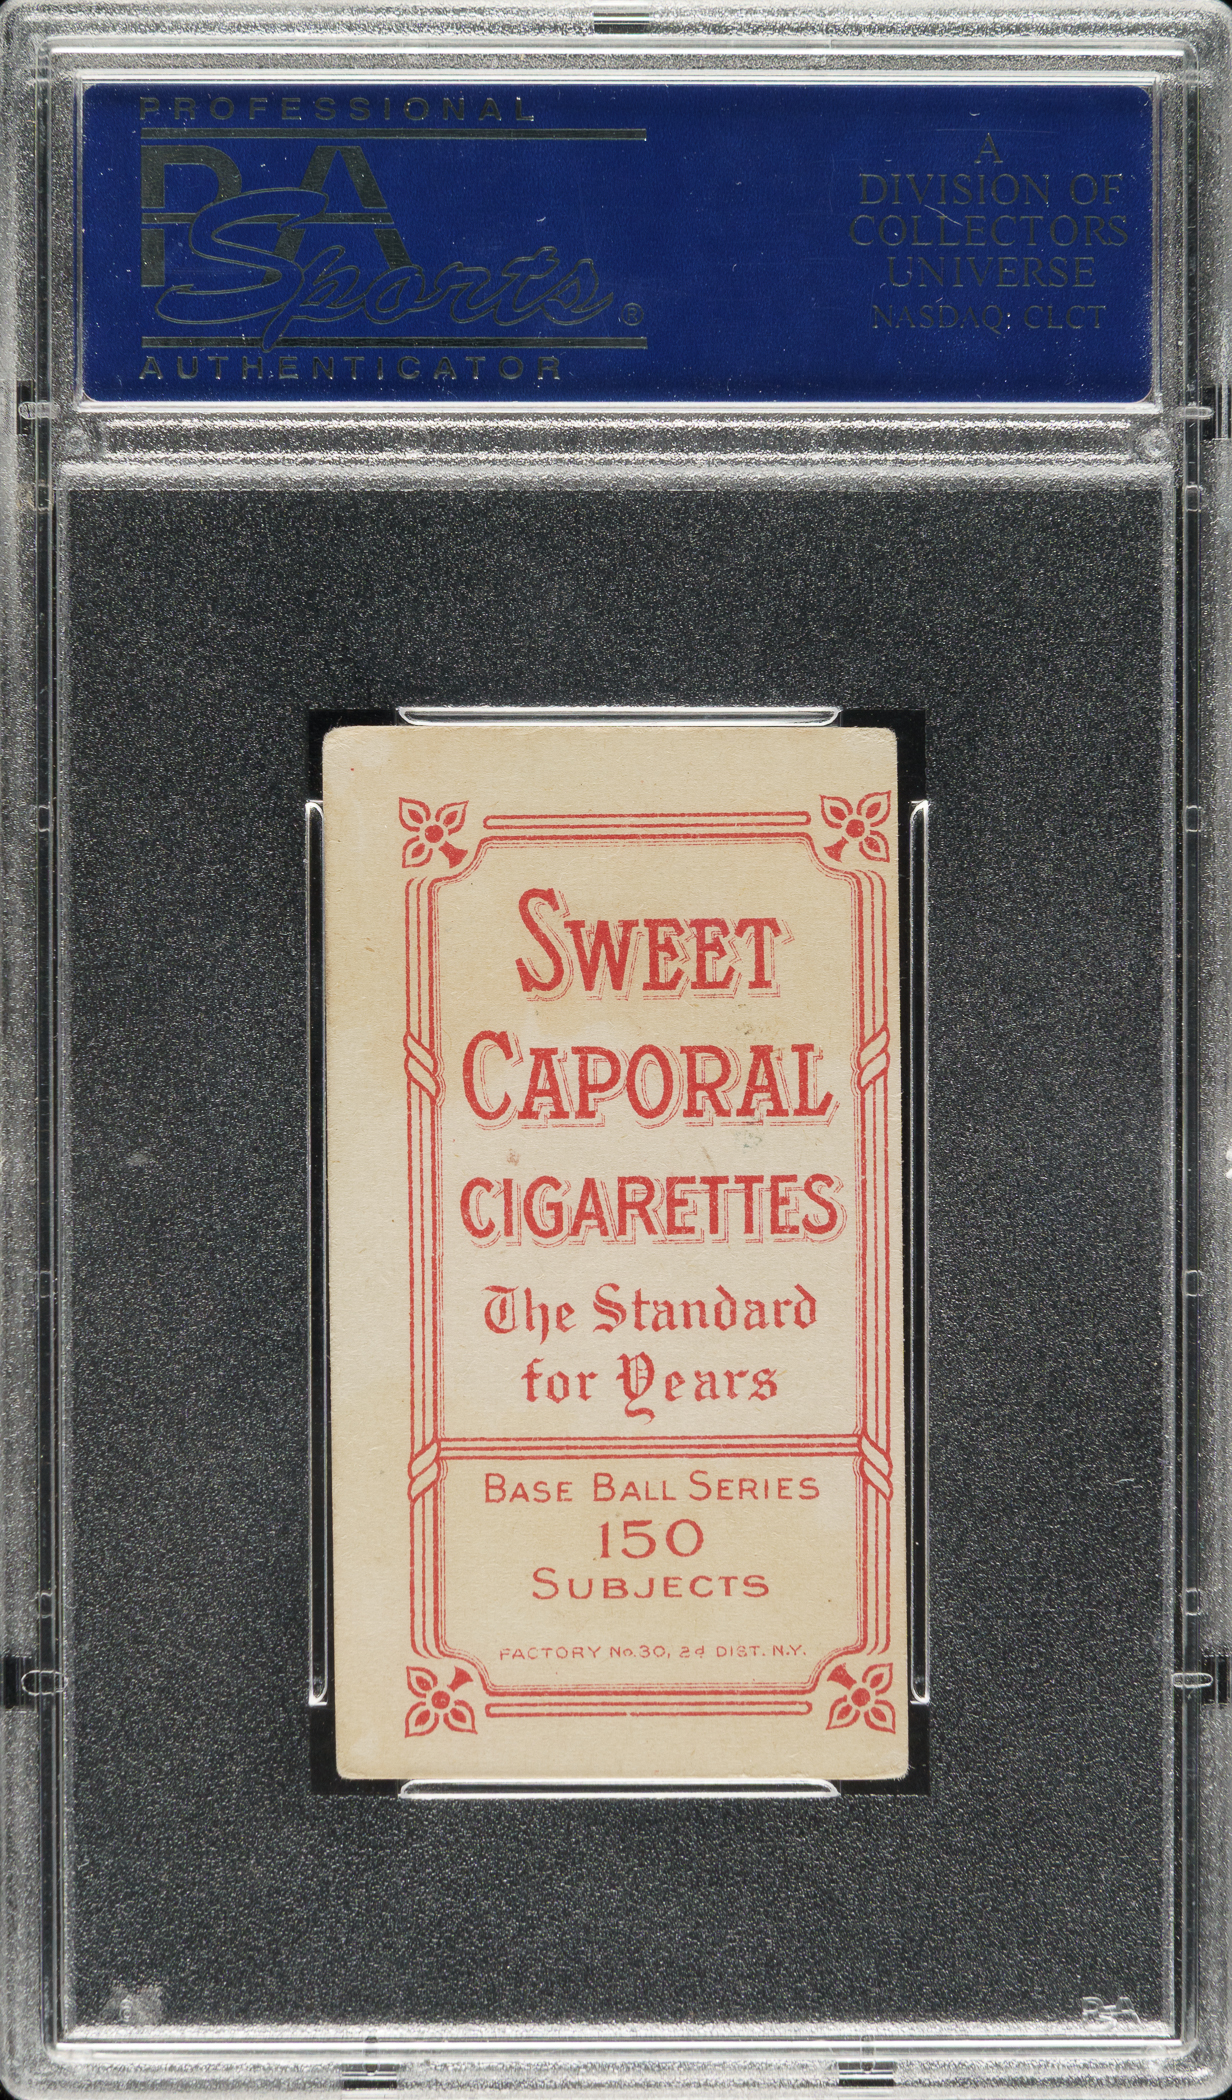 PROFESSIONAL
PSA
Sports®
AUTHENTICATOR
A
DIVISION OF
COLLECTORS
UNIVERSE
NASDAQ: CLCT
SWEET
CAPORAL
CIGARETTES
The Standard
for Years
BASE BALL SERIES
150
SUBJECTS
FACTORY No. 30, 2d DIST. N.Y.
PSA